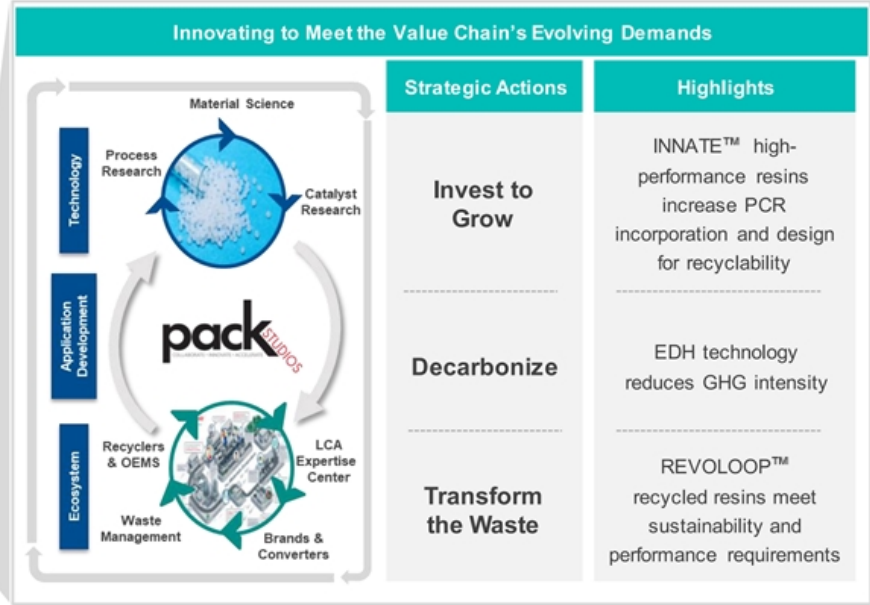 Innovating to Meet the Value Chain's Evolving Demands
Material Science
Process
Research
Catalyst
Research
Technology
Application
Development
pack
STUDIOS
COLLABORATE • INNOVATE • ACCELERATE
Ecosystem
Recyclers
& OEMS
LCA
Expertise
Center
Waste
Management
Brands &
Converters
Strategic Actions
Invest to
Grow
Decarbonize
Transform
the Waste
Highlights
INNATE™ high-
performance resins
increase PCR
incorporation and design
for recyclability
EDH technology
reduces GHG intensity
REVOLOOP™
recycled resins meet
sustainability and
performance requirements